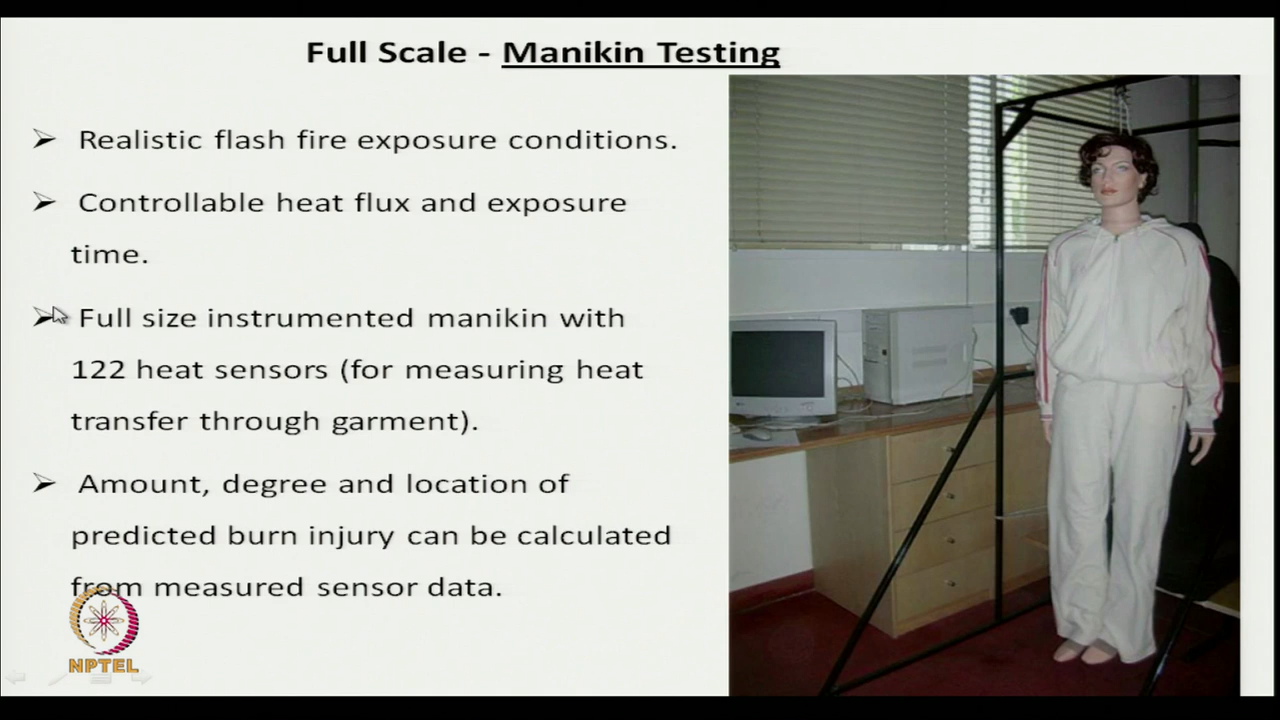 Full Scale - Manikin Testing
➢ Realistic flash fire exposure conditions.
➢ Controllable heat flux and exposure
time.
➢ Full size instrumented manikin with
122 heat sensors (for measuring heat
transfer through garment).
➢ Amount, degree and location of
predicted burn injury can be calculated
from measured sensor data.
NPTEL